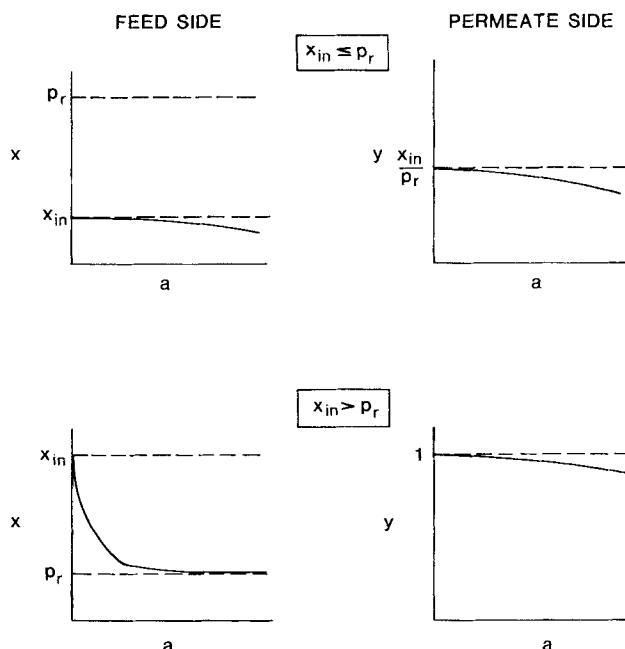 FEED SIDE
PERMEATE SIDE
x_in ≤ p_r
p_r
x
x_in
a
y
x_in/p_r
a
x_in > p_r
x_in
x
p_r
a
1
y
a